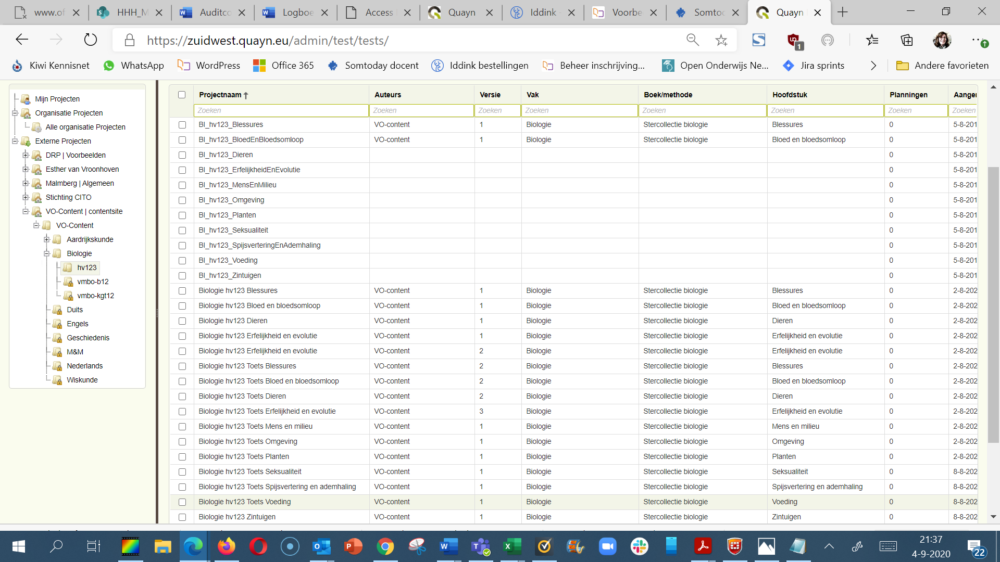 www.of HHH_M Auditco Logboe Access Quayn Iddink Voorbe Somtoc Quayn
https://zuidwest.quayn.eu/admin/test/tests/
1
Kiwi Kennisnet WhatsApp WordPress Office 365 Somtoday docent Iddink bestellingen Beheer inschrijving... Open Onderwijs Ne... Jira sprints Andere favorieten
Mijn Projecten
Organisatie Projecten
Alle organisatie Projecten
Externe Projecten
DRP | Voorbeelden
Esther van Vroonhoven
Malmberg | Algemeen
Stichting CITO
VO-Content | contentsite
VO-Content
Aardrijkskunde
Biologie
hv123
vmbo-b12
vmbo-kgt12
Duits
Engels
Geschiedenis
M&M
Nederlands
Wiskunde
Projectnaam Auteurs Versie Vak Boek/methode Hoofdstuk Planningen Aange
Zoeken Zoeken Zoeken Zoeken Zoeken Zoeken Zoeken Zoeken
BI_hv123_Blessures VO-content 1 Biologie Stercollectie biologie Blessures 0 5-8-201
BI_hv123_BloedEnBloedsomloop VO-content 1 Biologie Stercollectie biologie Bloed en bloedsomloop 0 5-8-201
BI_hv123_Dieren 0 5-8-201
BI_hv123_ErfelijkheidEnEvolutie 0 5-8-201
BI_hv123_MensEnMilieu 0 5-8-201
BI_hv123_Omgeving 0 5-8-201
BI_hv123_Planten 0 5-8-201
BI_hv123_Seksualiteit 0 5-8-201
BI_hv123_SpijsverteringEnAdemhaling 0 5-8-201
BI_hv123_Voeding 0 5-8-201
BI_hv123_Zintuigen 0 5-8-201
Biologie hv123 Blessures VO-content 1 Biologie Stercollectie biologie Blessures 0 2-8-202
Biologie hv123 Bloed en bloedsomloop VO-content 1 Biologie Stercollectie biologie Bloed en bloedsomloop 0 2-8-202
Biologie hv123 Dieren VO-content 1 Biologie Stercollectie biologie Dieren 0 2-8-202
Biologie hv123 Erfelijkheid en evolutie VO-content 1 Biologie Stercollectie biologie Erfelijkheid en evolutie 0 2-8-202
Biologie hv123 Erfelijkheid en evolutie VO-content 2 Biologie Stercollectie biologie Erfelijkheid en evolutie 0 2-8-202
Biologie hv123 Toets Blessures VO-content 2 Biologie Stercollectie biologie Blessures 0 2-8-202
Biologie hv123 Toets Bloed en bloedsomloop VO-content 2 Biologie Stercollectie biologie Bloed en bloedsomloop 0 2-8-202
Biologie hv123 Toets Dieren VO-content 2 Biologie Stercollectie biologie Dieren 0 2-8-202
Biologie hv123 Toets Erfelijkheid en evolutie VO-content 3 Biologie Stercollectie biologie Erfelijkheid en evolutie 0 2-8-202
Biologie hv123 Toets Mens en milieu VO-content 1 Biologie Stercollectie biologie Mens en milieu 0 2-8-202
Biologie hv123 Toets Omgeving VO-content 1 Biologie Stercollectie biologie Omgeving 0 2-8-202
Biologie hv123 Toets Planten VO-content 1 Biologie Stercollectie biologie Planten 0 2-8-202
Biologie hv123 Toets Seksualiteit VO-content 1 Biologie Stercollectie biologie Seksualiteit 0 8-8-202
Biologie hv123 Toets Spijsvertering en ademhaling VO-content 1 Biologie Stercollectie biologie Spijsvertering en ademhaling 0 8-8-202
Biologie hv123 Toets Voeding VO-content 1 Biologie Stercollectie biologie Voeding 0 8-8-202
Biologie hv123 Zintuigen VO-content 1 Biologie Stercollectie biologie Zintuigen 0 8-8-202
21:37
4-9-2020
22